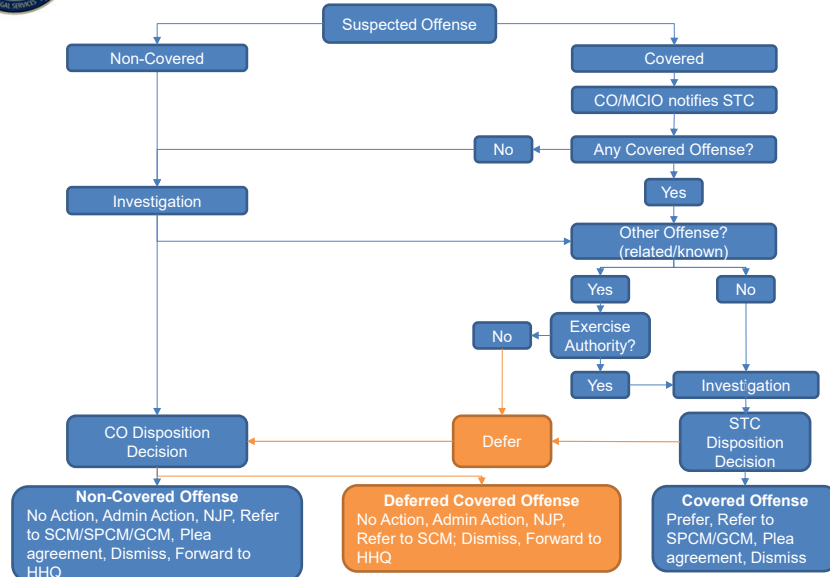 GAL SERVICES
Suspected Offense
Non-Covered
Covered
CO/MCIO notifies STC
No
Any Covered Offense?
Yes
Investigation
Other Offense?
(related/known)
Yes
No
No
Exercise
Authority?
Yes
Investigation
CO Disposition
Decision
Defer
STC
Disposition
Decision
Non-Covered Offense
No Action, Admin Action, NJP, Refer
to SCM/SPCM/GCM, Plea
agreement, Dismiss, Forward to
HHQ
Deferred Covered Offense
No Action, Admin Action, NJP,
Refer to SCM; Dismiss, Forward to
HHQ
Covered Offense
Prefer, Refer to
SPCM/GCM, Plea
agreement, Dismiss